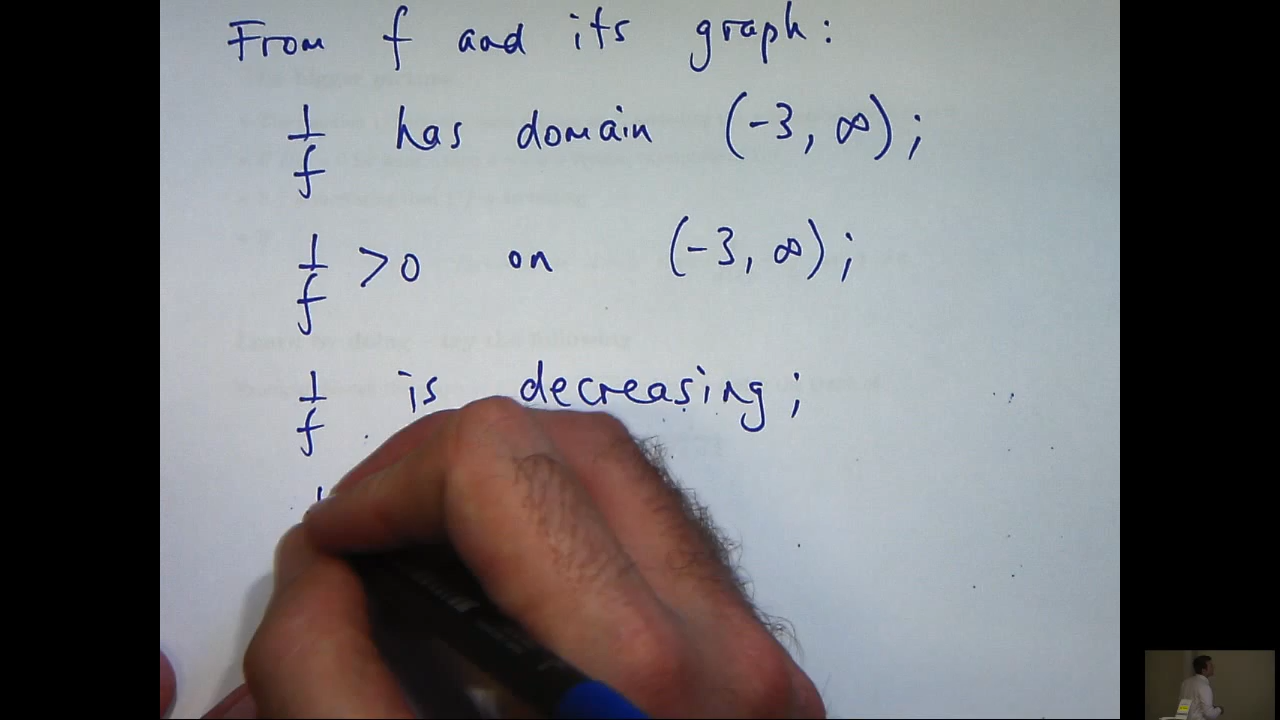 From f and its graph:
1/f has domain (-3, ∞);
1/f >0 on (-3, ∞);
1/f is decreasing;